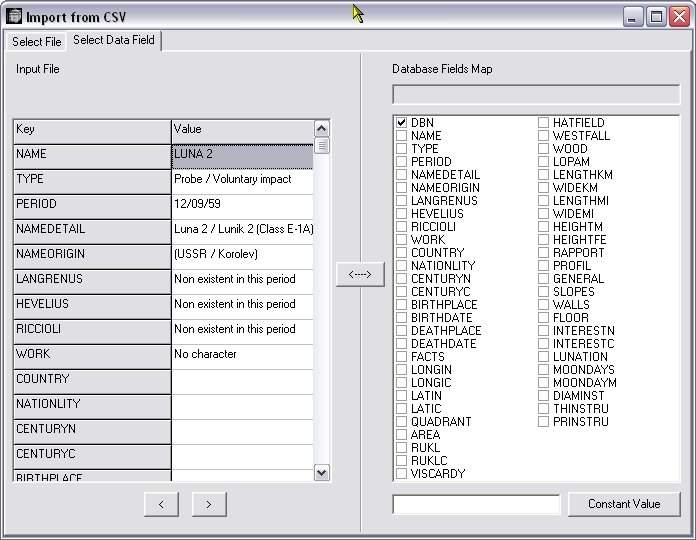 Import from CSV
Select File Select Data Field
Input File
Database Fields Map
Key Value
NAME LUNA 2
TYPE Probe / Voluntary impact
PERIOD 12/09/59
NAMEDETAIL Luna 2 / Lunik 2 (Class E-1A)
NAMEORIGIN (USSR / Korolev)
LANGRENUS Non existent in this period
HEVELIUS Non existent in this period
RICCIOLI Non existent in this period
WORK No character
COUNTRY
NATIONLITY
CENTURYN
CENTURYC
BIRTHPLACE
< >
<---->
DBN
NAME
TYPE
PERIOD
NAMEDETAIL
NAMEORIGIN
LANGRENUS
HEVELIUS
RICCIOLI
WORK
COUNTRY
NATIONLITY
CENTURYN
CENTURYC
BIRTHPLACE
BIRTHDATE
DEATHPLACE
DEATHDATE
FACTS
LONGIN
LONGIC
LATIN
LATIC
QUADRANT
AREA
RUKL
RUKLC
VISCARDY
HATFIELD
WESTFALL
WOOD
LOPAM
LENGTHKM
WIDEKM
LENGTHMI
WIDEMI
HEIGHTM
HEIGHTFE
RAPPORT
PROFIL
GENERAL
SLOPES
WALLS
FLOOR
INTERESTN
INTERESTC
LUNATION
MOONDAYS
MOONDAYM
DIAMINST
THINSTRU
PRINSTRU
Constant Value